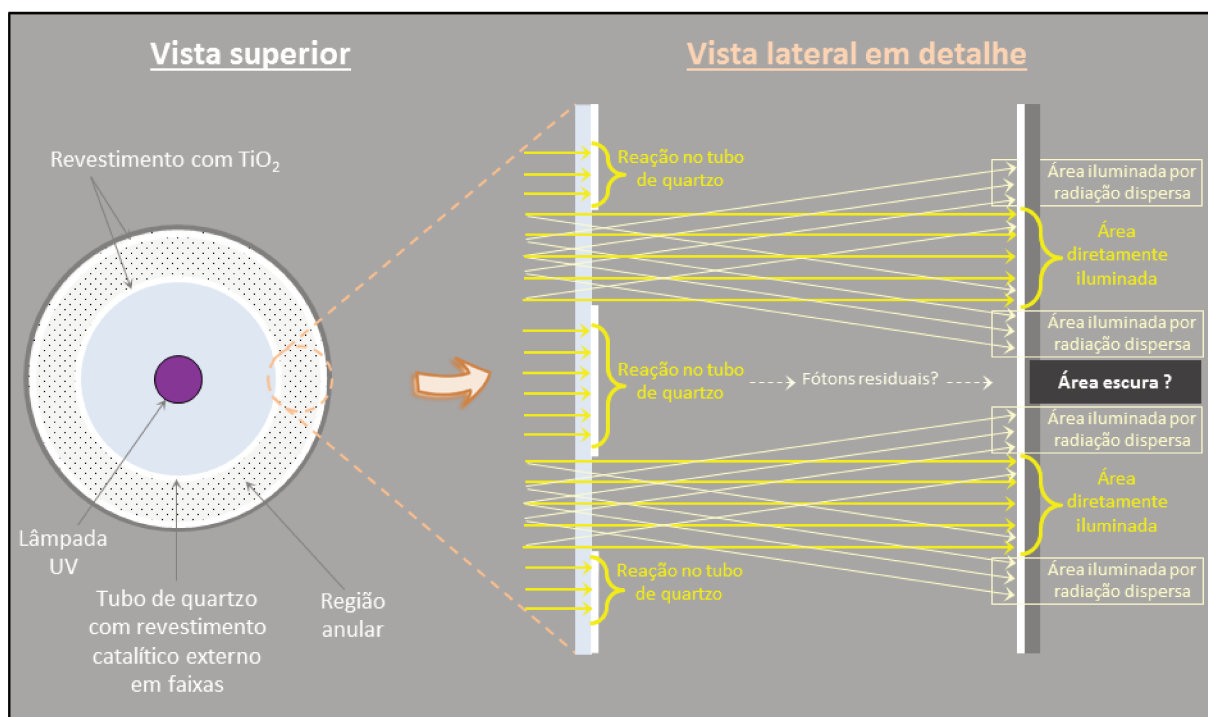 Vista superior
Revestimento com TiO₂
Lâmpada
UV
Tubo de quartzo
com revestimento
catalítico externo
em faixas
Região
anular
Vista lateral em detalhe
Reação no tubo
de quartzo
Área iluminada por
radiação dispersa
Área
diretamente
iluminada
Área iluminada por
radiação dispersa
Reação no tubo
de quartzo
Fótons residuais?
Área escura ?
Área iluminada por
radiação dispersa
Área
diretamente
iluminada
Reação no tubo
de quartzo
Área iluminada por
radiação dispersa